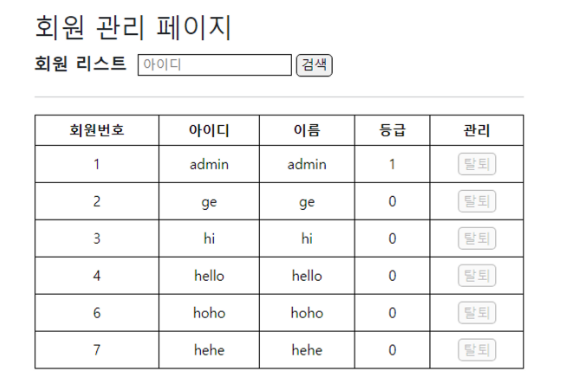 회원 관리 페이지
회원 리스트 아이디 검색
회원번호 아이디 이름 등급 관리
1 admin admin 1 탈퇴
2 ge ge 0 탈퇴
3 hi hi 0 탈퇴
4 hello hello 0 탈퇴
6 hoho hoho 0 탈퇴
7 hehe hehe 0 탈퇴